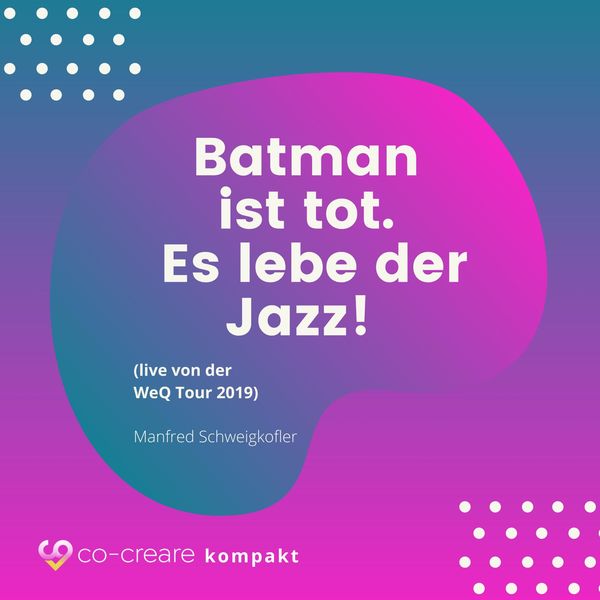 Batman
ist tot.
Es lebe der
Jazz!
(live von der
WeQ Tour 2019)
Manfred Schweigkofler
co-creare kompakt